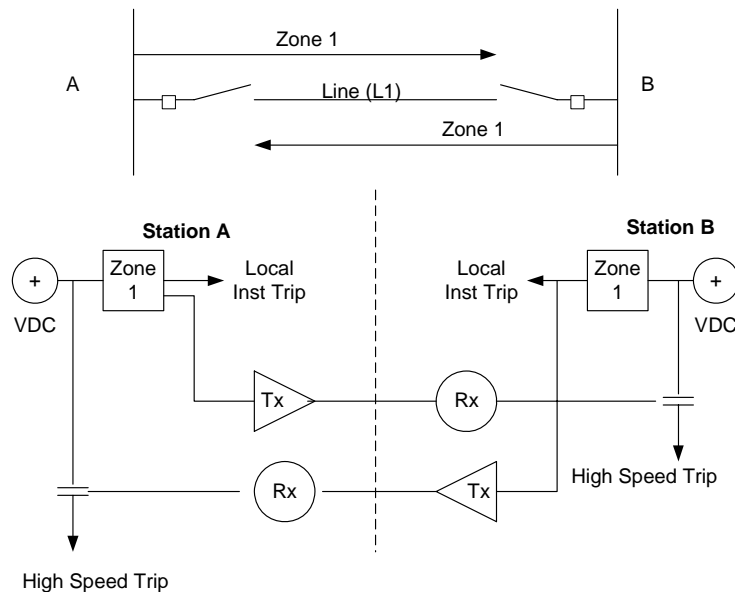 Zone 1
A
Line (L1)
B
Zone 1
Station A
Station B
+
VDC
Zone
1
Local
Inst Trip
Local
Inst Trip
Zone
1
+
VDC
Tx
Rx
High Speed Trip
Rx
Tx
High Speed Trip